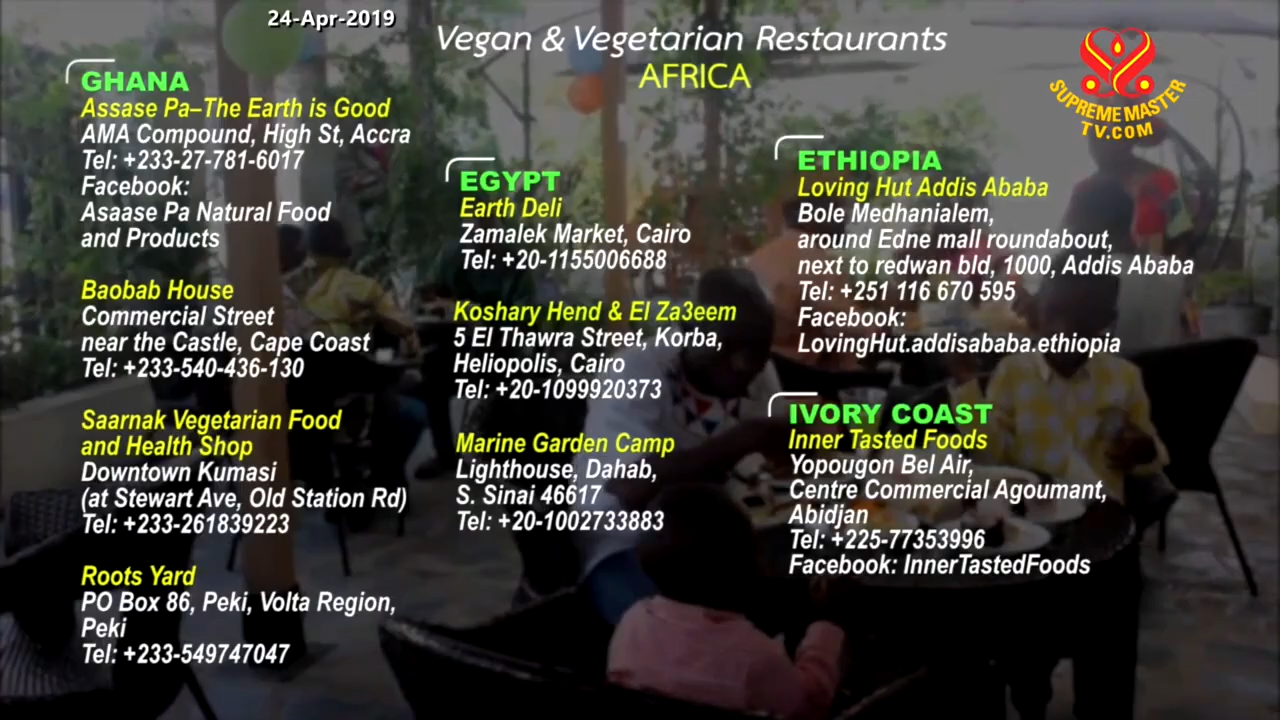 24-Apr-2019
Vegan & Vegetarian Restaurants
AFRICA
SUPREME MASTER
TV.COM
GHANA
Assase Pa–The Earth is Good
AMA Compound, High St, Accra
Tel: +233-27-781-6017
Facebook:
Asaase Pa Natural Food
and Products
Baobab House
Commercial Street
near the Castle, Cape Coast
Tel: +233-540-436-130
Saarnak Vegetarian Food
and Health Shop
Downtown Kumasi
(at Stewart Ave, Old Station Rd)
Tel: +233-261839223
Roots Yard
PO Box 86, Peki, Volta Region,
Peki
Tel: +233-549747047
EGYPT
Earth Deli
Zamalek Market, Cairo
Tel: +20-1155006688
Koshary Hend & El Za3eem
5 El Thawra Street, Korba,
Heliopolis, Cairo
Tel: +20-1099920373
Marine Garden Camp
Lighthouse, Dahab,
S. Sinai 46617
Tel: +20-1002733883
ETHIOPIA
Loving Hut Addis Ababa
Bole Medhanialem,
around Edne mall roundabout,
next to redwan bld, 1000, Addis Ababa
Tel: +251 116 670 595
Facebook:
LovingHut.addisababa.ethiopia
IVORY COAST
Inner Tasted Foods
Yopougon Bel Air,
Centre Commercial Agoumant,
Abidjan
Tel: +225-77353996
Facebook: InnerTastedFoods